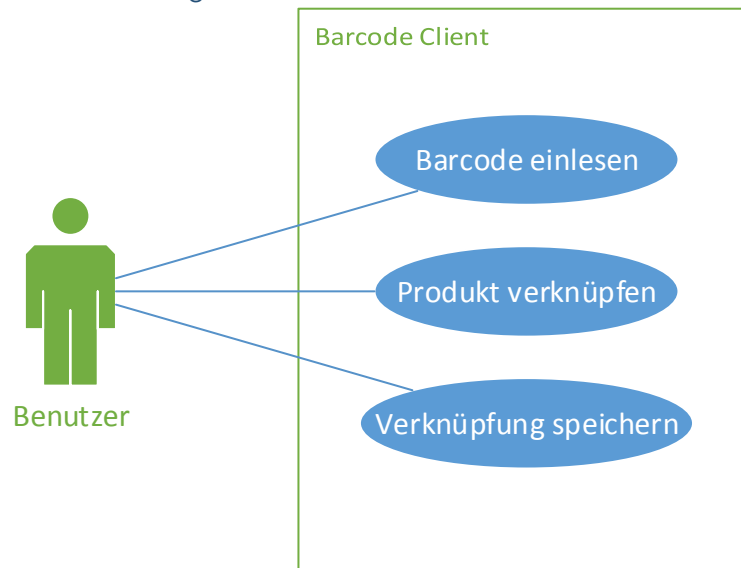 Barcode Client
Barcode einlesen
Produkt verknüpfen
Verknüpfung speichern
Benutzer